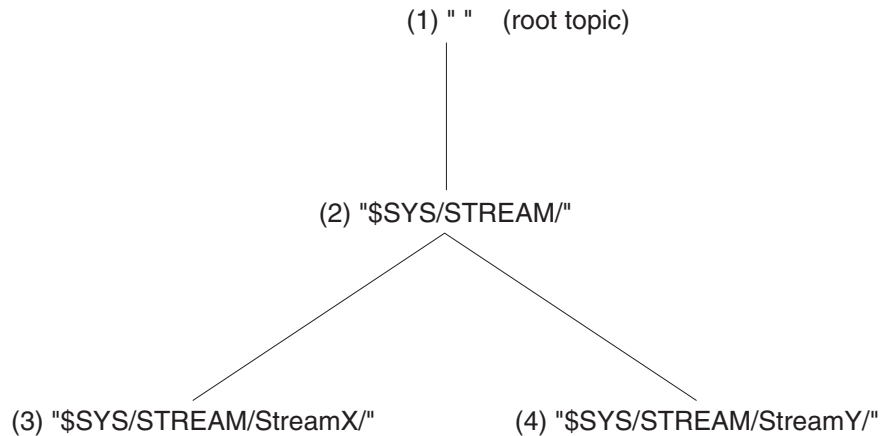 (1) " " (root topic)
(2) "$SYS/STREAM/"
(3) "$SYS/STREAM/StreamX/"
(4) "$SYS/STREAM/StreamY/"